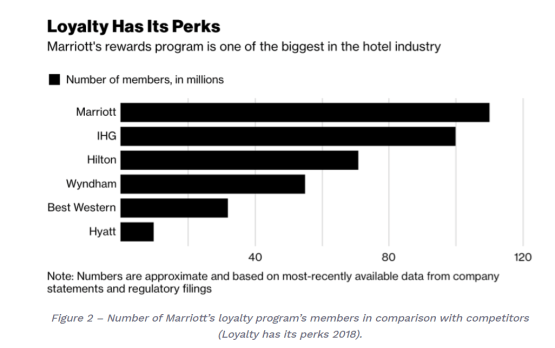 Loyalty Has Its Perks
Marriott's rewards program is one of the biggest in the hotel industry
Number of members, in millions
Marriott
IHG
Hilton
Wyndham
Best Western
Hyatt
40 80 120
Note: Numbers are approximate and based on most-recently available data from company
statements and regulatory filings
Figure 2 – Number of Marriott's loyalty program's members in comparison with competitors
(Loyalty has its perks 2018).